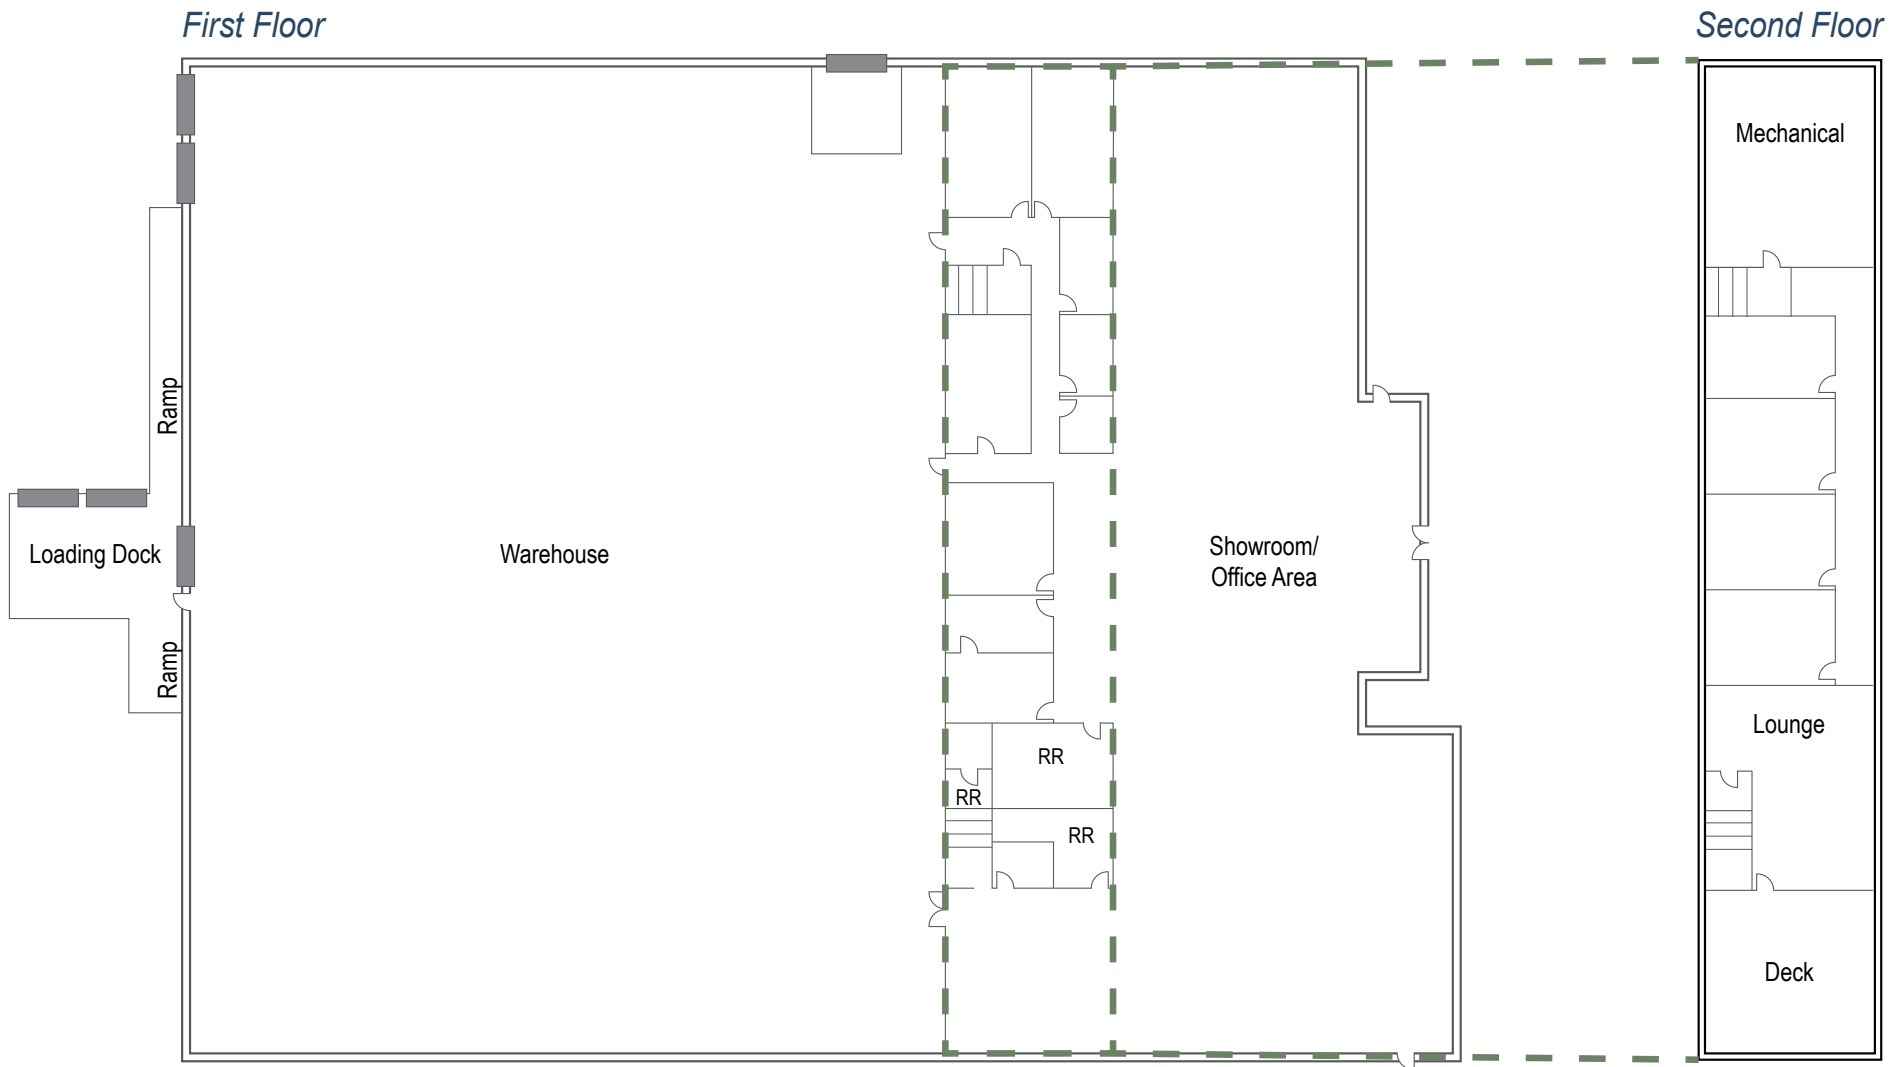 First Floor
Second Floor
Mechanical
Ramp
Loading Dock
Warehouse
Showroom/
Office Area
Ramp
RR
RR
RR
Lounge
Deck